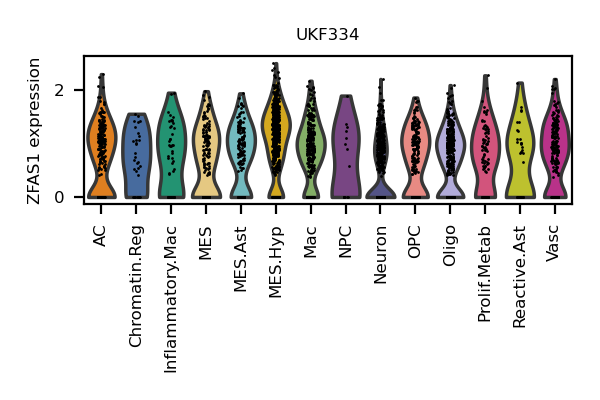 UKF334
ZFAS1 expression
2
0
AC
Chromatin.Reg
Inflammatory.Mac
MES
MES.Ast
MES.Hyp
Mac
NPC
Neuron
OPC
Oligo
Prolif.Metab
Reactive.Ast
Vasc